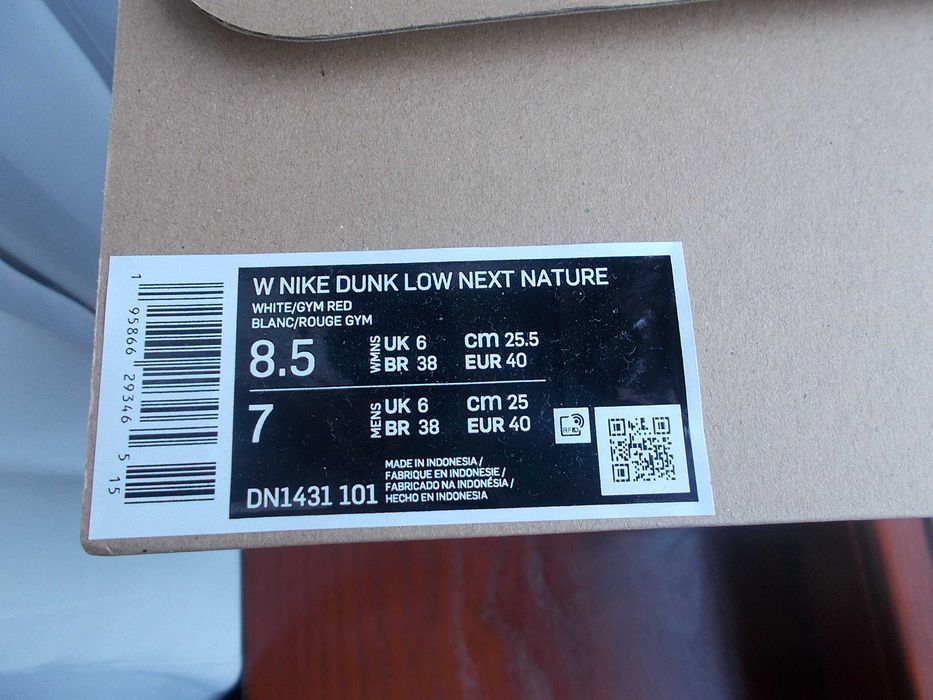 W NIKE DUNK LOW NEXT NATURE
WHITE/GYM RED
BLANC/ROUGE GYM
8.5 WMNS UK 6 cm 25.5
BR 38 EUR 40
7 MENS UK 6 cm 25
BR 38 EUR 40
RFID
DN1431 101
MADE IN INDONESIA/
FABRIQUE EN INDONESIE/
FABRICADO NA INDONÉSIA/
HECHO EN INDONESIA
1 95866 29346 5 15